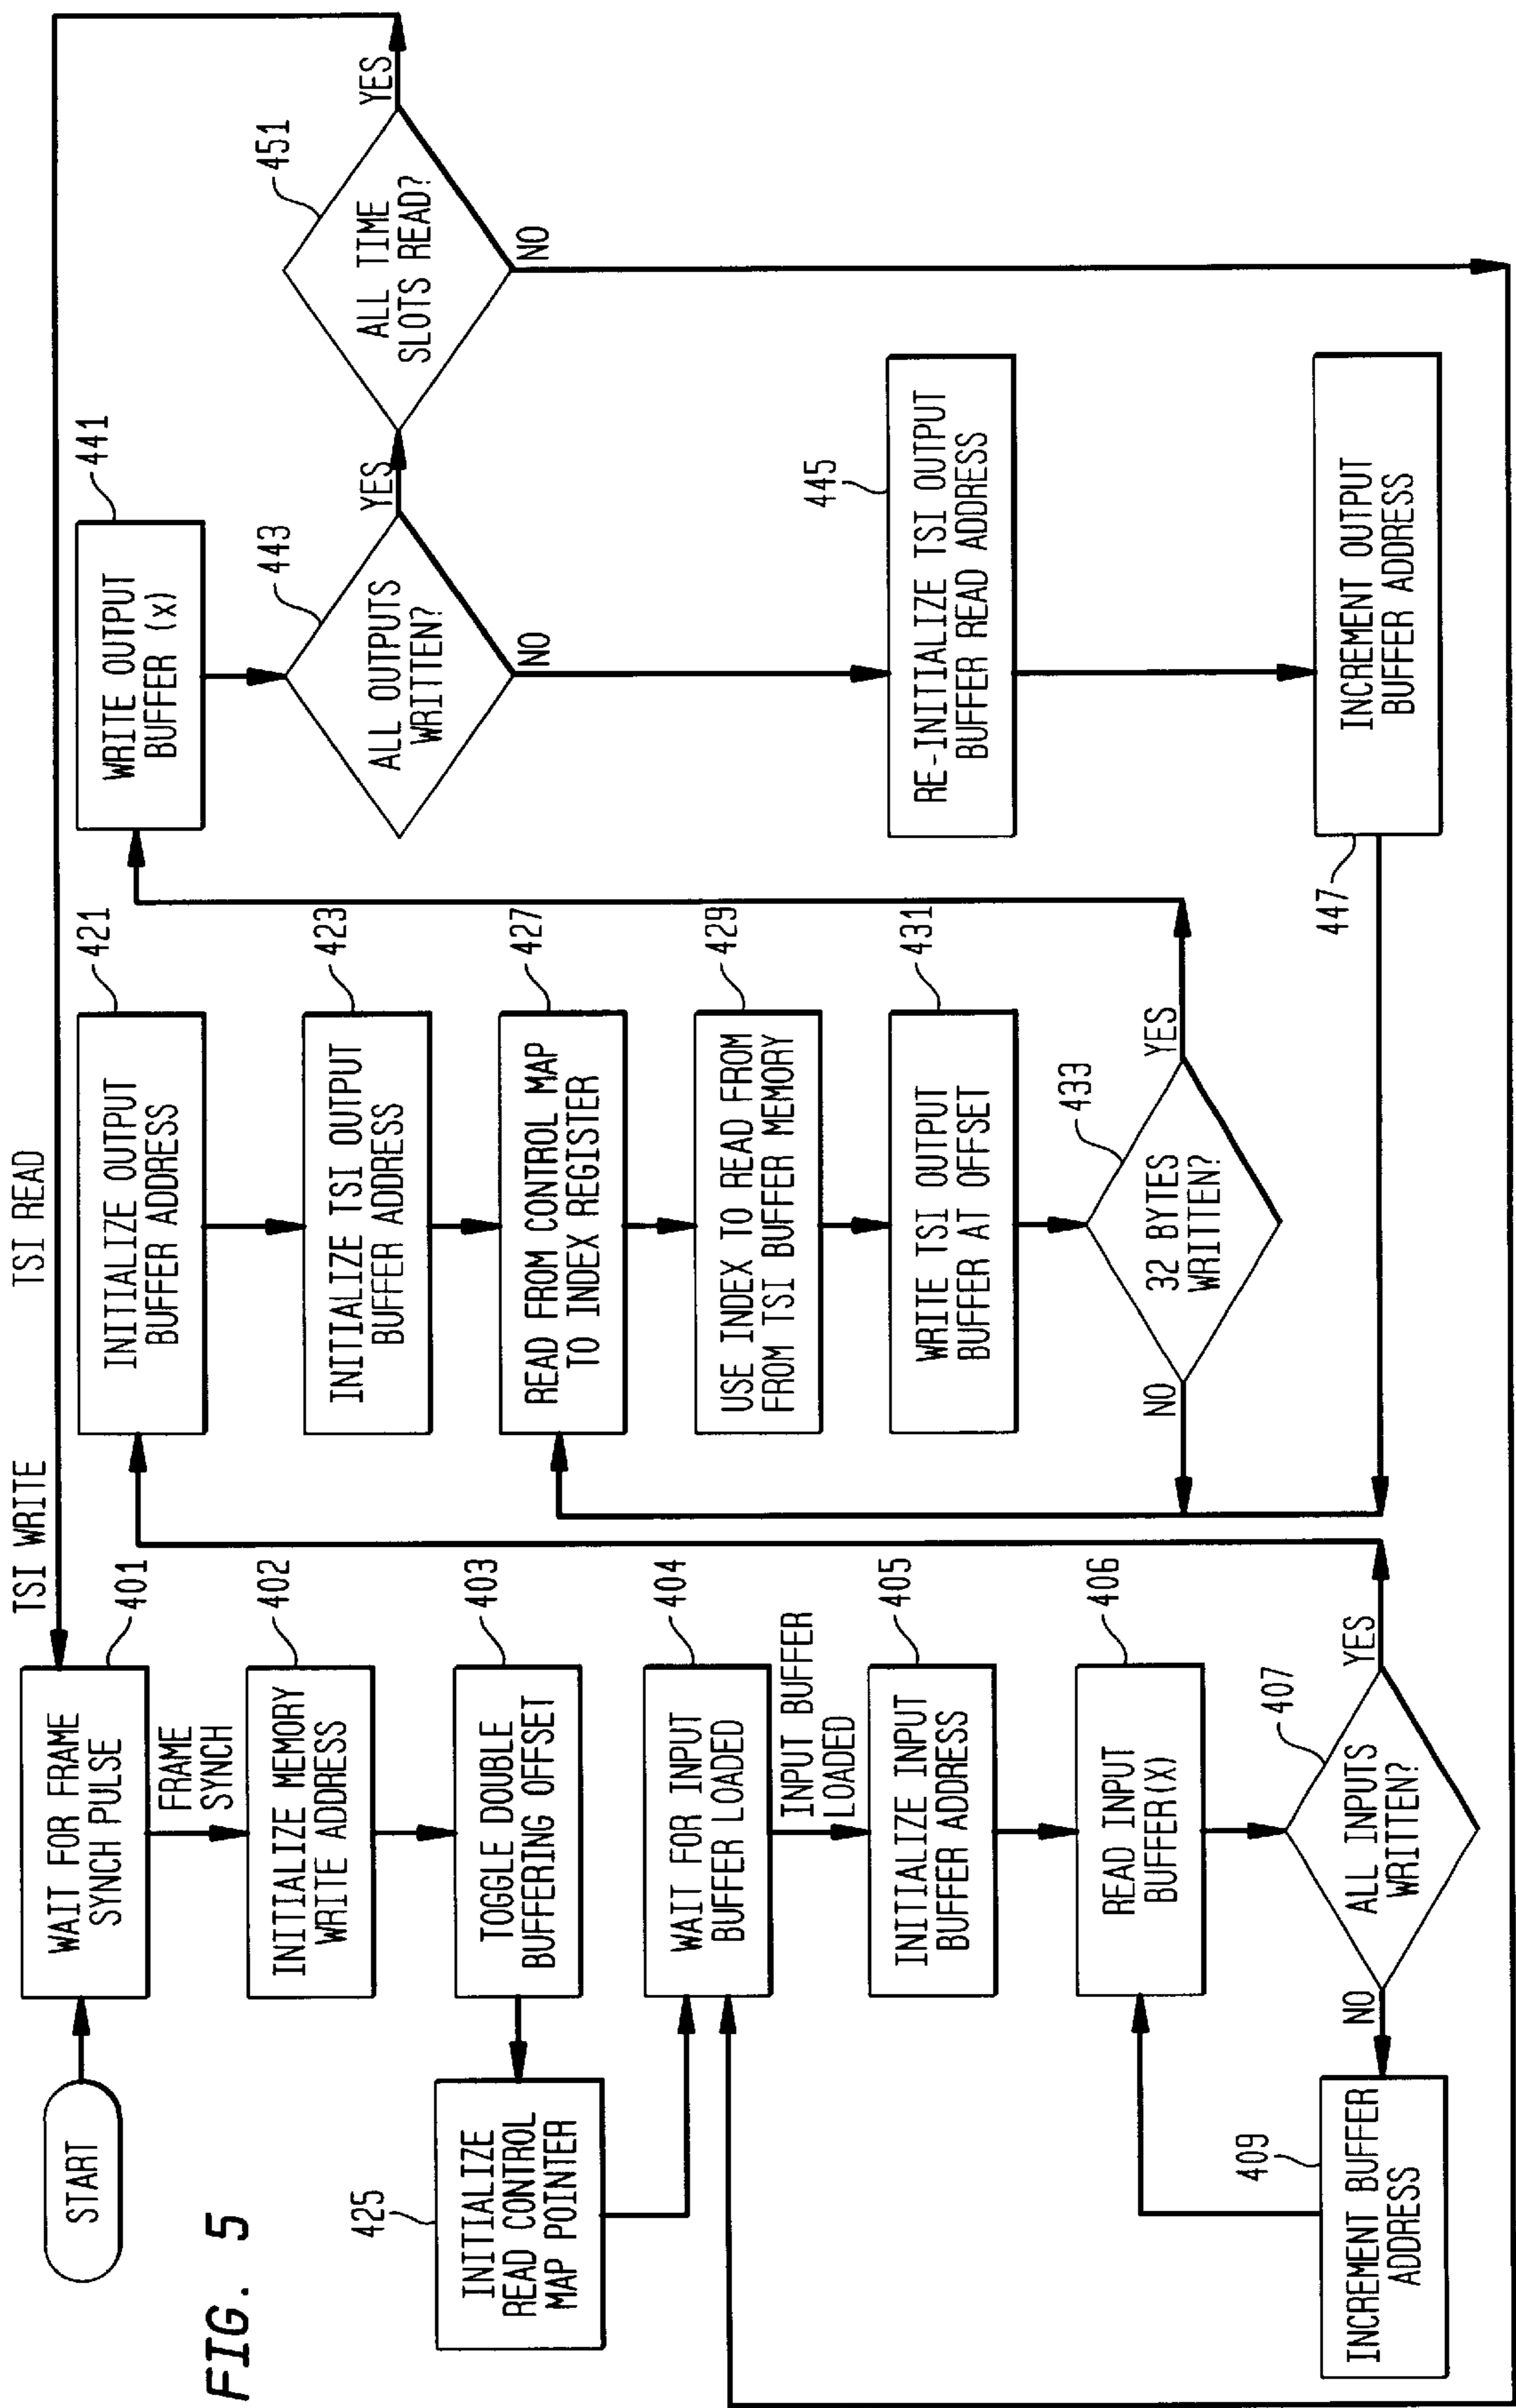 FIG. 5
TSI WRITE
TSI READ
START
WAIT FOR FRAME
SYNCH PULSE
401
FRAME
SYNCH
INITIALIZE MEMORY
WRITE ADDRESS
402
TOGGLE DOUBLE
BUFFERING OFFSET
403
INITIALIZE
READ CONTROL
MAP POINTER
425
WAIT FOR INPUT
BUFFER LOADED
404
INPUT BUFFER
LOADED
INITIALIZE INPUT
BUFFER ADDRESS
405
READ INPUT
BUFFER(X)
406
ALL INPUTS
WRITTEN?
407
NO
YES
INCREMENT BUFFER
ADDRESS
409
INITIALIZE OUTPUT
BUFFER ADDRESS
421
INITIALIZE TSI OUTPUT
BUFFER ADDRESS
423
READ FROM CONTROL MAP
TO INDEX REGISTER
427
USE INDEX TO READ FROM
FROM TSI BUFFER MEMORY
429
WRITE TSI OUTPUT
BUFFER AT OFFSET
431
32 BYTES
WRITTEN?
433
NO
YES
WRITE OUTPUT
BUFFER (x)
441
ALL OUTPUTS
WRITTEN?
443
YES
NO
ALL TIME
SLOTS READ?
451
YES
NO
RE-INITIALIZE TSI OUTPUT
BUFFER READ ADDRESS
445
INCREMENT OUTPUT
BUFFER ADDRESS
447